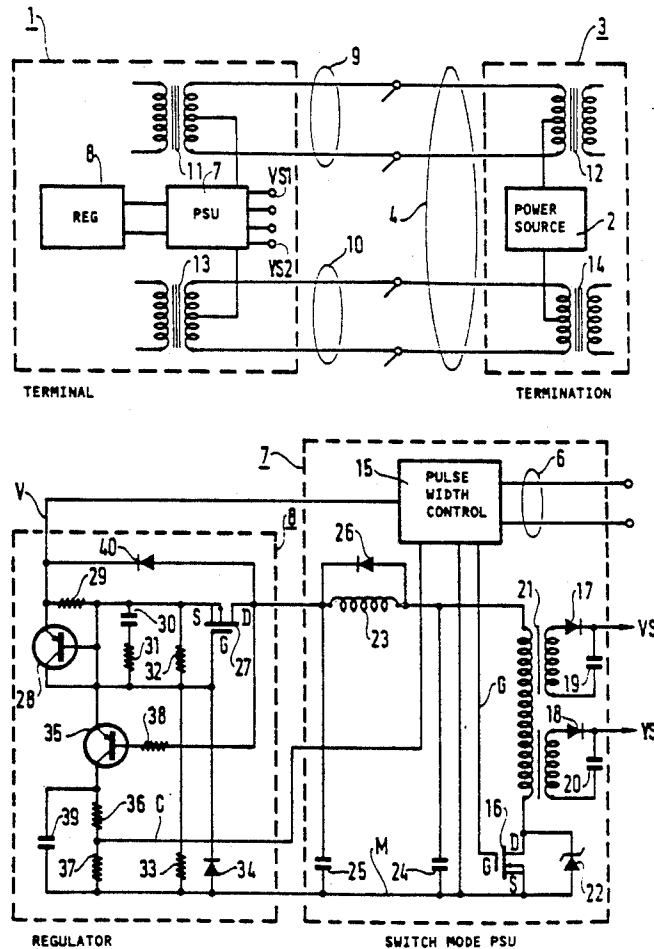 1
3
9
8
11
7
VS1
REG
PSU
YS2
4
12
POWER
SOURCE
2
13
10
14
TERMINAL
TERMINATION
7
15
PULSE
WIDTH
CONTROL
6
V
8
40
26
29
21
17
VS
S
D
30
G
23
31
27
19
32
28
G
18
YS
35
38
20
16
39
36
C
D
G
M
S
37
33
34
25
24
22
REGULATOR
SWITCH MODE PSU